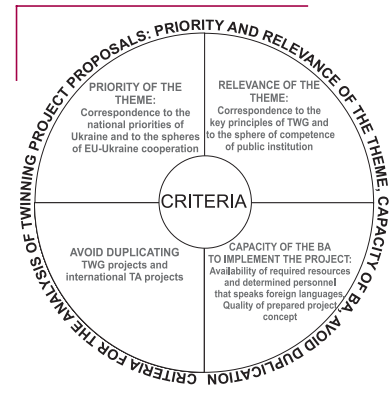 CRITERIA FOR THE ANALYSIS OF TWINNING PROJECT PROPOSALS: PRIORITY AND RELEVANCE OF THE THEME, CAPACITY OF BA, AVOID DUPLICATION
PRIORITY OF THE
THEME:
Correspondence to the
national priorities of
Ukraine and to the spheres
of EU-Ukraine cooperation
RELEVANCE OF THE
THEME:
Correspondence to the
key principles of TWG and
to the sphere of competence
of public institution
CRITERIA
AVOID DUPLICATING
TWG projects and
international TA projects
CAPACITY OF THE BA
TO IMPLEMENT THE PROJECT:
Availability of required resources
and determined personnel
that speaks foreign languages,
Quality of prepared project
concept